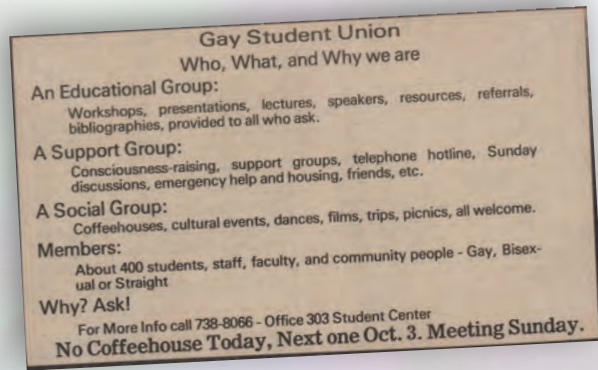 Gay Student Union
Who, What, and Why we are
An Educational Group:
Workshops, presentations, lectures, speakers, resources, referrals,
bibliographies, provided to all who ask.
A Support Group:
Consciousness-raising, support groups, telephone hotline, Sunday
discussions, emergency help and housing, friends, etc.
A Social Group:
Coffeehouses, cultural events, dances, films, trips, picnics, all welcome.
Members:
About 400 students, staff, faculty, and community people - Gay, Bisex-
ual or Straight
Why? Ask!
For More Info call 738-8066 - Office 303 Student Center
No Coffeehouse Today, Next one Oct. 3. Meeting Sunday.